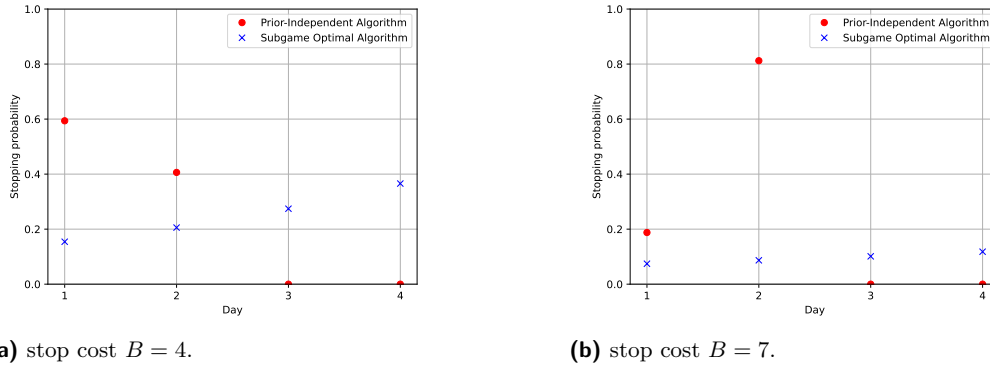 1.0
0.8
0.6
0.4
0.2
0.0
Stopping probability
Prior-Independent Algorithm
Subgame Optimal Algorithm
1 2 3 4
Day
a) stop cost B = 4.
1.0
0.8
0.6
0.4
0.2
0.0
Stopping probability
Prior-Independent Algorithm
Subgame Optimal Algorithm
1 2 3 4
Day
(b) stop cost B = 7.